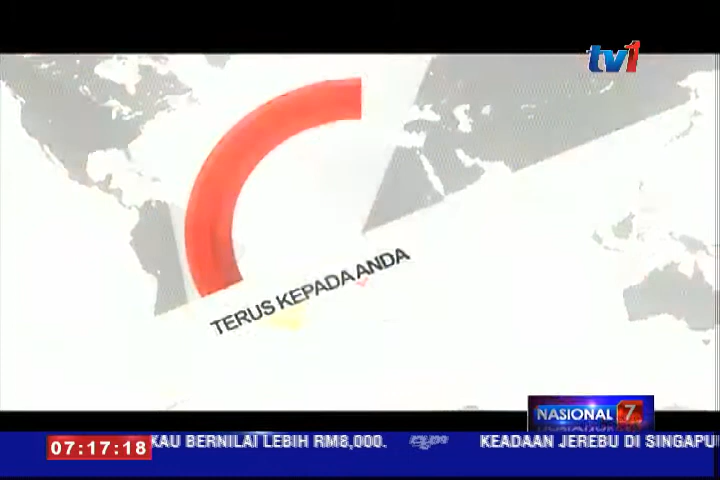 tv1
TERUS KEPADA ANDA
NASIONAL 7
07:17:18
KAU BERNILAI LEBIH RM8,000. KEADAAN JEREBU DI SINGAPU